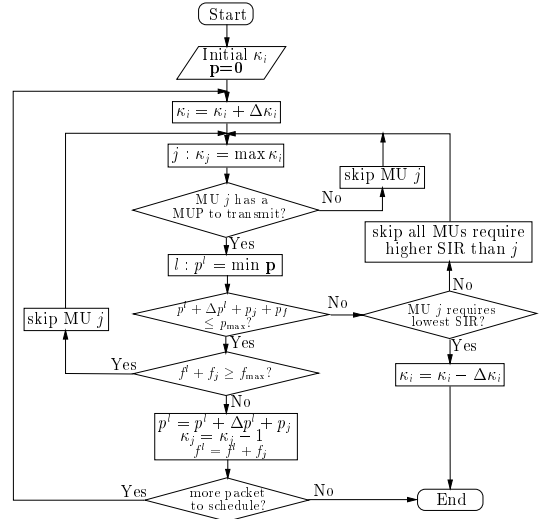 Start
Initial κ_i
p=0
κ_i = κ_i + Δκ_i
j : κ_j = max κ_i
skip MU j
MU j has a
MUP to transmit?
No
Yes
skip all MUs require
higher SIR than j
l : p^l = min p
No
p^l + Δp^l + p_j + p_f
≤ p_max?
No
MU j requires
lowest SIR?
skip MU j
Yes
Yes
Yes
f^l + f_j ≥ f_max?
κ_i = κ_i − Δκ_i
No
p^l = p^l + Δp^l + p_j
κ_j = κ_j − 1
f^l = f^l + f_j
Yes
more packet
to schedule?
No
End